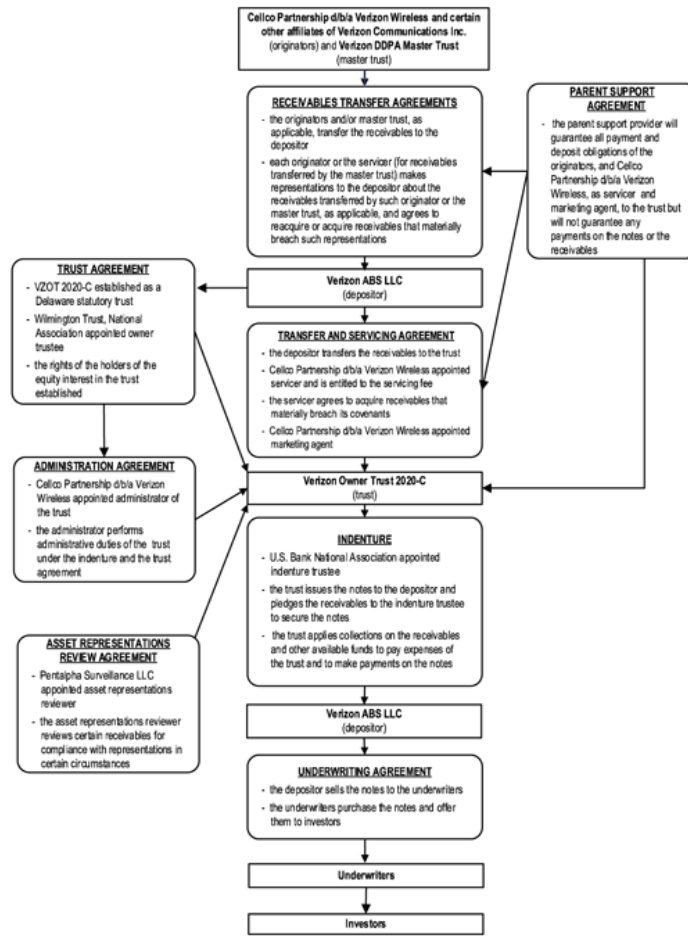 Cellco Partnership d/b/a Verizon Wireless and certain
other affiliates of Verizon Communications Inc.
(originators) and Verizon DDPA Master Trust
(master trust)
RECEIVABLES TRANSFER AGREEMENTS
- the originators and/or master trust, as
applicable, transfer the receivables to the
depositor
- each originator or the servicer (for receivables
transferred by the master trust) makes
representations to the depositor about the
receivables transferred by such originator or the
master trust, as applicable, and agrees to
reacquire or acquire receivables that materially
breach such representations
PARENT SUPPORT
AGREEMENT
- the parent support provider will
guarantee all payment and
deposit obligations of the
originators, and Cellco
Partnership d/b/a Verizon
Wireless, as servicer and
marketing agent, to the trust but
will not guarantee any
payments on the notes or the
receivables
TRUST AGREEMENT
- VZOT 2020-C established as a
Delaware statutory trust
- Wilmington Trust, National
Association appointed owner
trustee
- the rights of the holders of the
equity interest in the trust
established
Verizon ABS LLC
(depositor)
TRANSFER AND SERVICING AGREEMENT
- the depositor transfers the receivables to the trust
- Cellco Partnership d/b/a Verizon Wireless appointed
servicer and is entitled to the servicing fee
- the servicer agrees to acquire receivables that
materially breach its covenants
- Cellco Partnership d/b/a Verizon Wireless appointed
marketing agent
ADMINISTRATION AGREEMENT
- Cellco Partnership d/b/a Verizon
Wireless appointed administrator of
the trust
- the administrator performs
administrative duties of the trust
under the indenture and the trust
agreement
Verizon Owner Trust 2020-C
(trust)
INDENTURE
- U.S. Bank National Association appointed
indenture trustee
- the trust issues the notes to the depositor and
pledges the receivables to the indenture trustee
to secure the notes
- the trust applies collections on the receivables
and other available funds to pay expenses of
the trust and to make payments on the notes
ASSET REPRESENTATIONS
REVIEW AGREEMENT
- Pentalpha Surveillance LLC
appointed asset representations
reviewer
- the asset representations reviewer
reviews certain receivables for
compliance with representations in
certain circumstances
Verizon ABS LLC
(depositor)
UNDERWRITING AGREEMENT
- the depositor sells the notes to the underwriters
- the underwriters purchase the notes and offer
them to investors
Underwriters
Investors